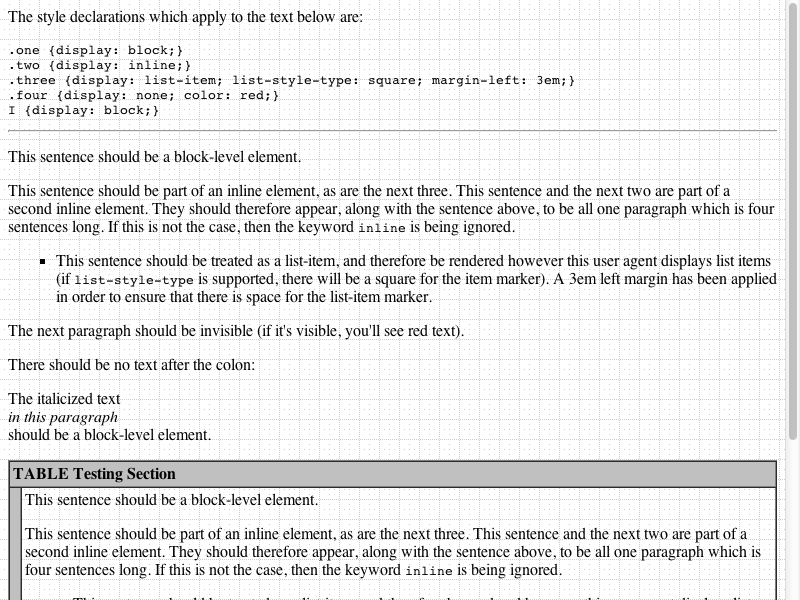 The style declarations which apply to the text below are:
.one {display: block;}
.two {display: inline;}
.three {display: list-item; list-style-type: square; margin-left: 3em;}
.four {display: none; color: red;}
I {display: block;}
This sentence should be a block-level element.
This sentence should be part of an inline element, as are the next three. This sentence and the next two are part of a
second inline element. They should therefore appear, along with the sentence above, to be all one paragraph which is four
sentences long. If this is not the case, then the keyword inline is being ignored.
This sentence should be treated as a list-item, and therefore be rendered however this user agent displays list items
(if list-style-type is supported, there will be a square for the item marker). A 3em left margin has been applied
in order to ensure that there is space for the list-item marker.
The next paragraph should be invisible (if it's visible, you'll see red text).
There should be no text after the colon:
The italicized text
in this paragraph
should be a block-level element.
TABLE Testing Section
This sentence should be a block-level element.
This sentence should be part of an inline element, as are the next three. This sentence and the next two are part of a
second inline element. They should therefore appear, along with the sentence above, to be all one paragraph which is
four sentences long. If this is not the case, then the keyword inline is being ignored.